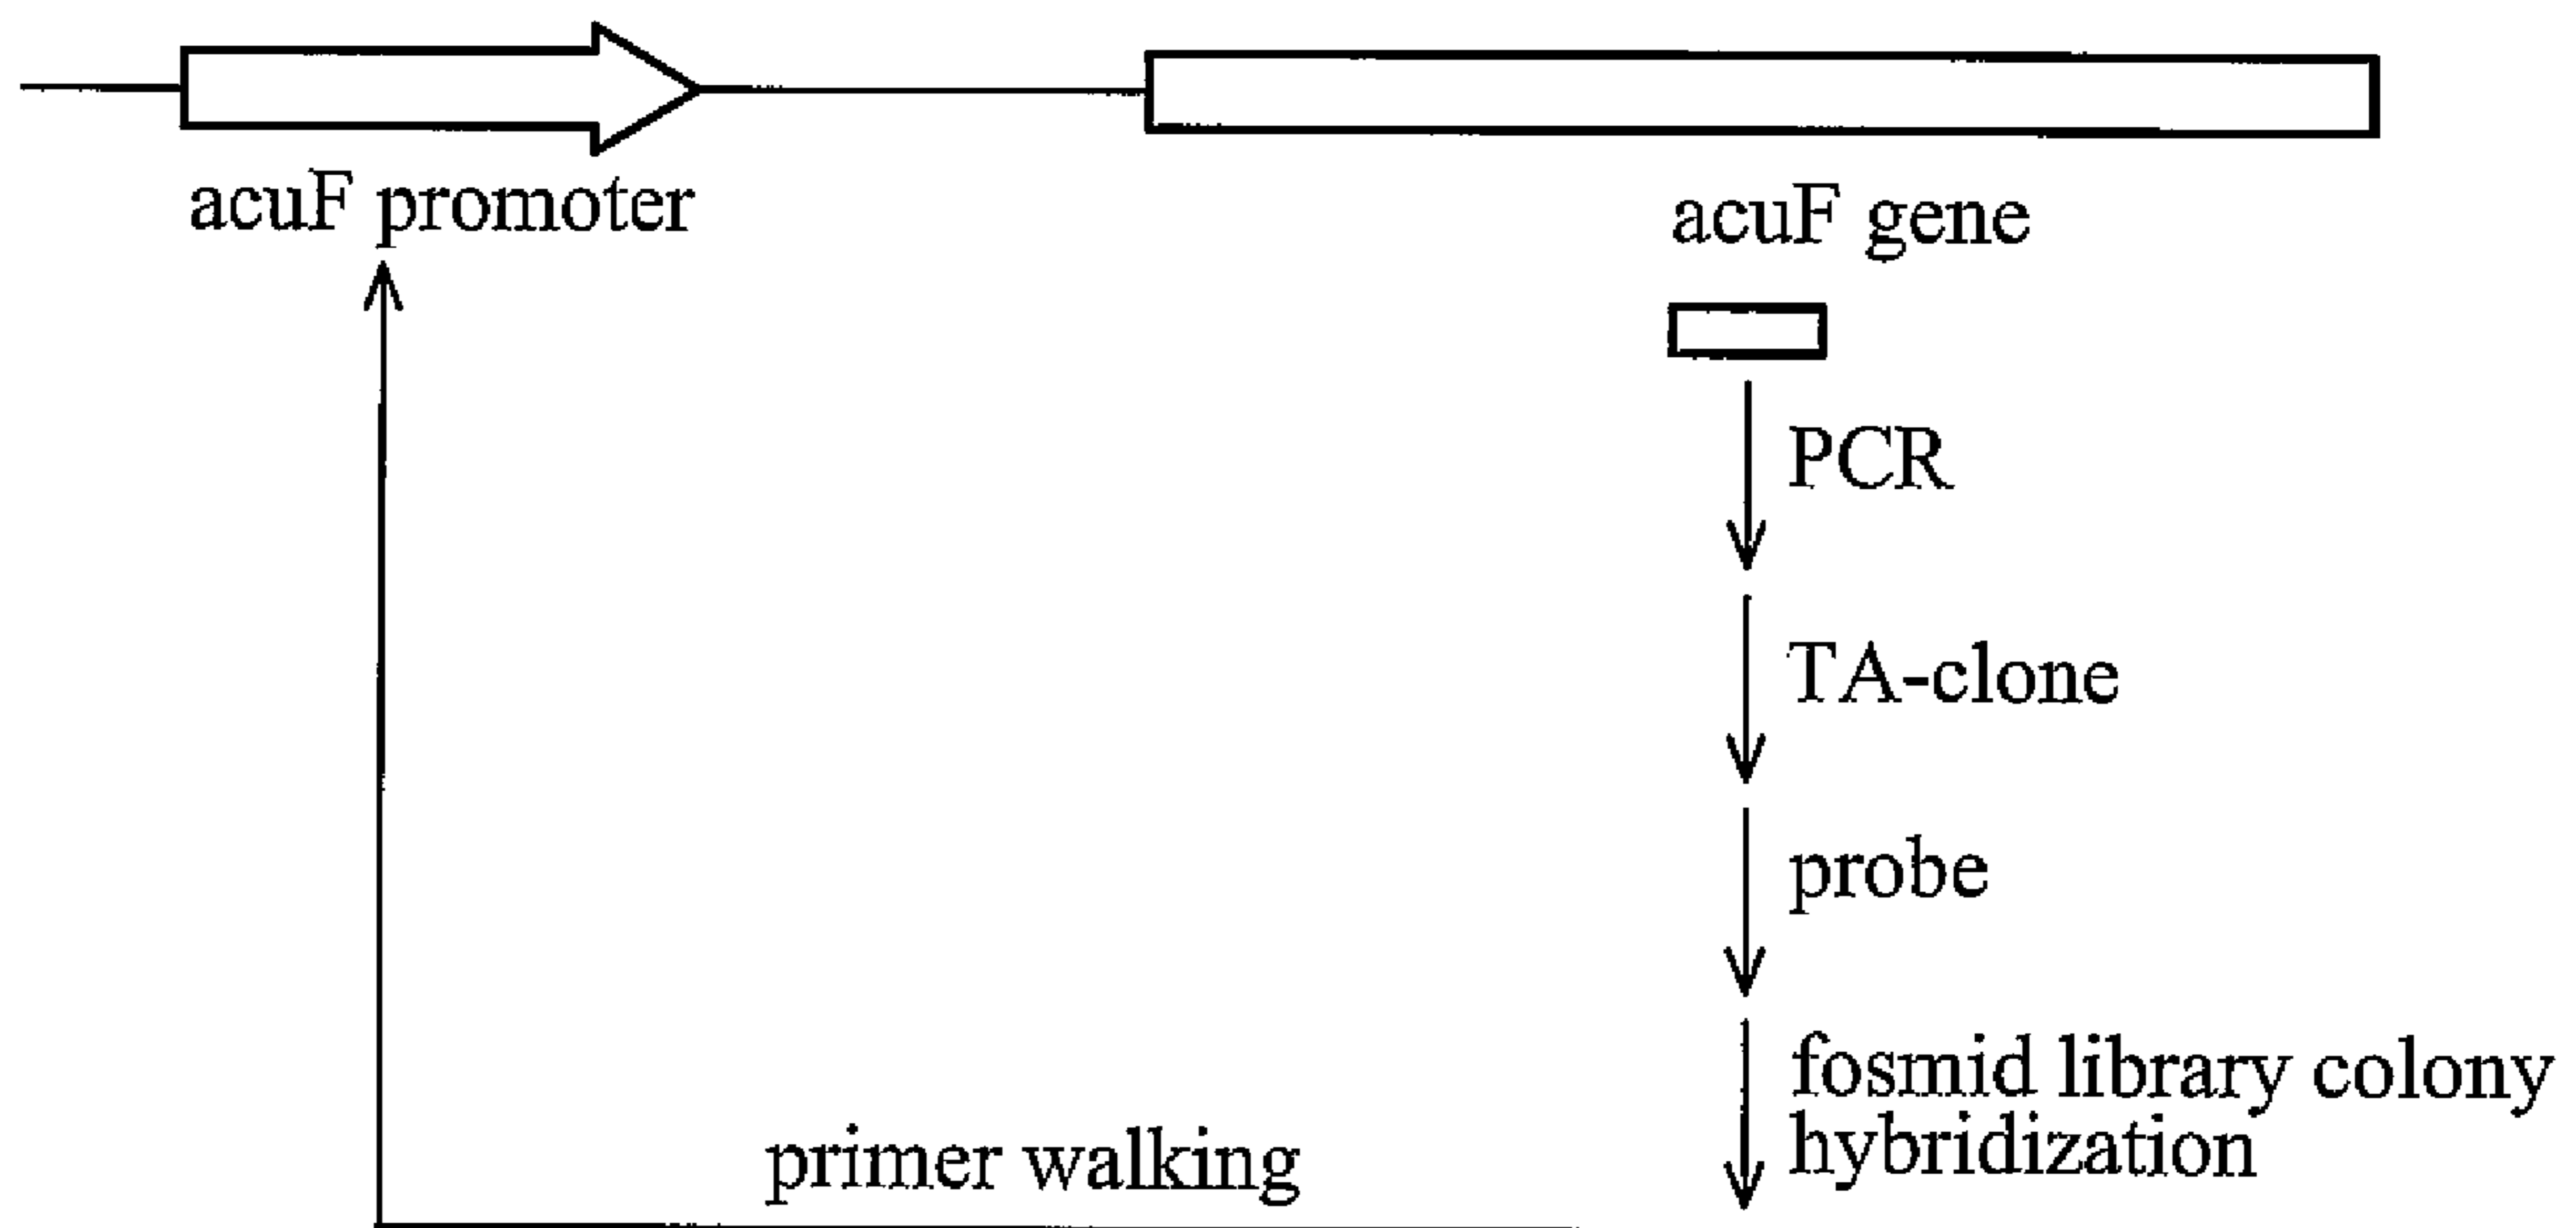 acuF promoter
acuF gene
PCR
TA-clone
probe
fosmid library colony
hybridization
primer walking